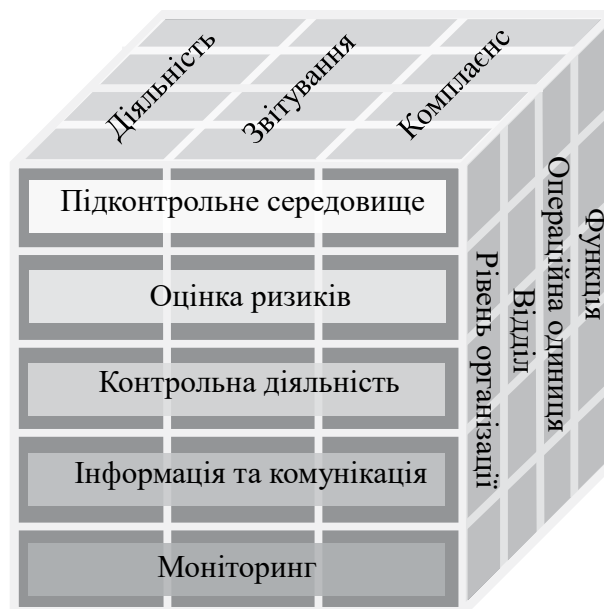 Діяльність
Звітування
Комплаєнс
Підконтрольне середовище
Оцінка ризиків
Контрольна діяльність
Інформація та комунікація
Моніторинг
Рівень організації
Відділ
Операційна одиниця
Функція